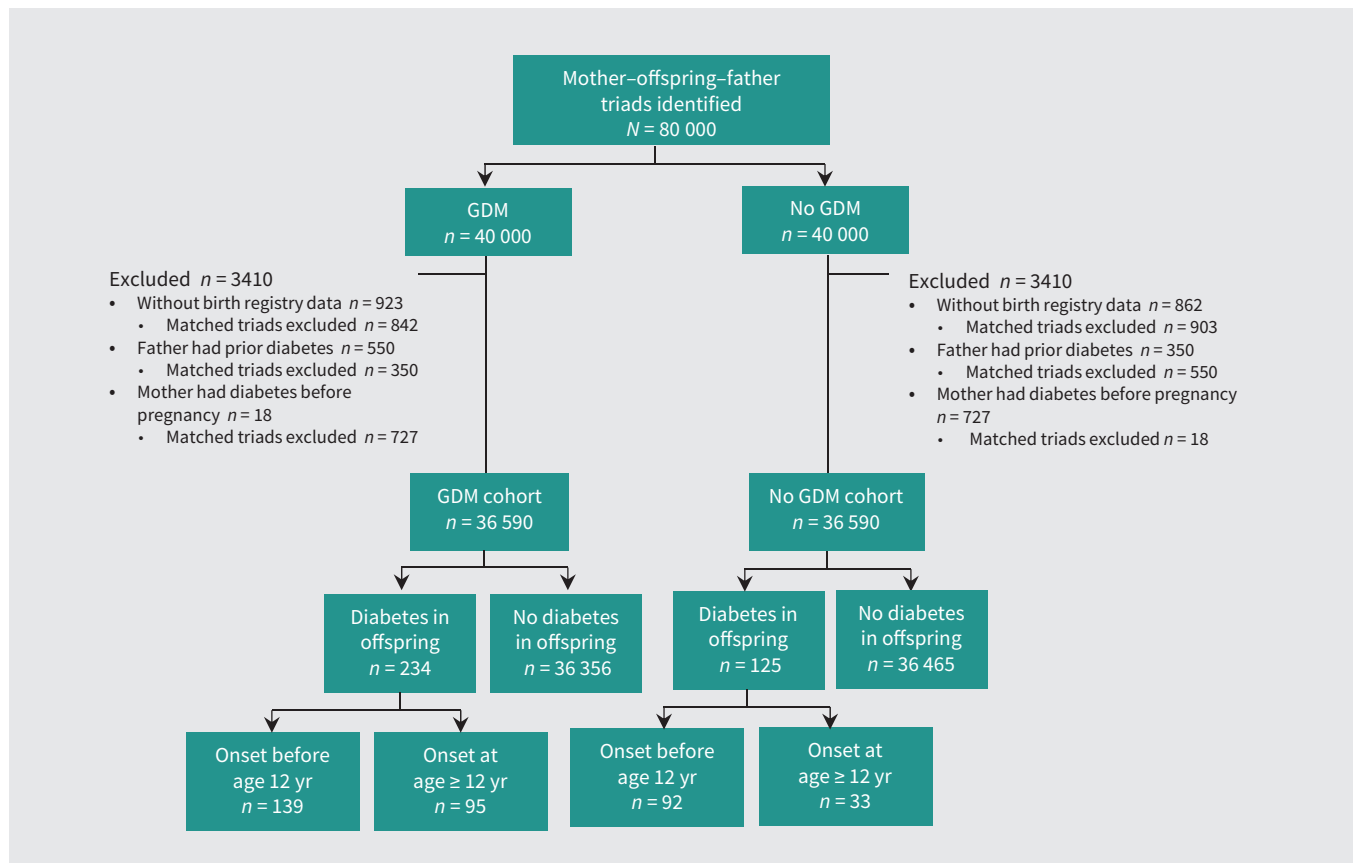 Mother–offspring–father
triads identified
N = 80 000
GDM
n = 40 000
No GDM
n = 40 000
Excluded n = 3410
• Without birth registry data n = 923
• Matched triads excluded n = 842
• Father had prior diabetes n = 550
• Matched triads excluded n = 350
• Mother had diabetes before
pregnancy n = 18
• Matched triads excluded n = 727
Excluded n = 3410
• Without birth registry data n = 862
• Matched triads excluded n = 903
• Father had prior diabetes n = 350
• Matched triads excluded n = 550
• Mother had diabetes before pregnancy
n = 727
• Matched triads excluded n = 18
GDM cohort
n = 36 590
No GDM cohort
n = 36 590
Diabetes in
offspring
n = 234
No diabetes
in offspring
n = 36 356
Diabetes in
offspring
n = 125
No diabetes
in offspring
n = 36 465
Onset before
age 12 yr
n = 139
Onset at
age ≥ 12 yr
n = 95
Onset before
age 12 yr
n = 92
Onset at
age ≥ 12 yr
n = 33